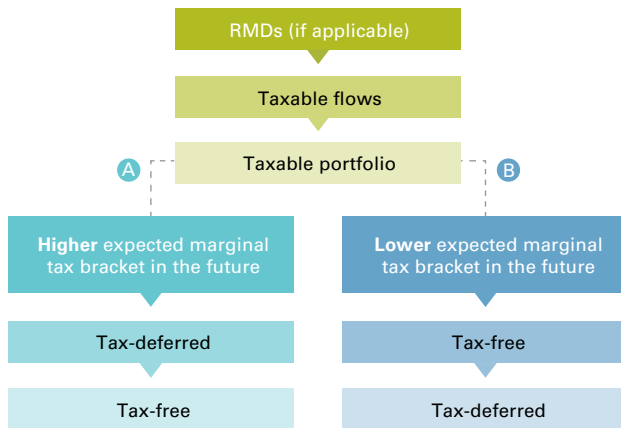 RMDs (if applicable)
Taxable flows
Taxable portfolio
A
B
Higher expected marginal
tax bracket in the future
Tax-deferred
Tax-free
Lower expected marginal
tax bracket in the future
Tax-free
Tax-deferred